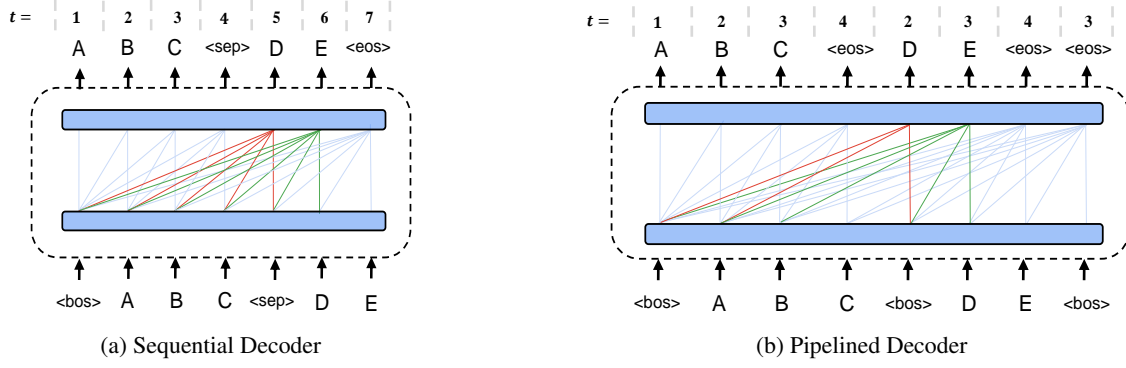 t = 1 2 3 4 5 6 7
A B C <sep> D E <eos>
<bos> A B C <sep> D E
(a) Sequential Decoder
t = 1 2 3 4 2 3 4 3
A B C <eos> D E <eos> <eos>
<bos> A B C <bos> D E <bos>
(b) Pipelined Decoder